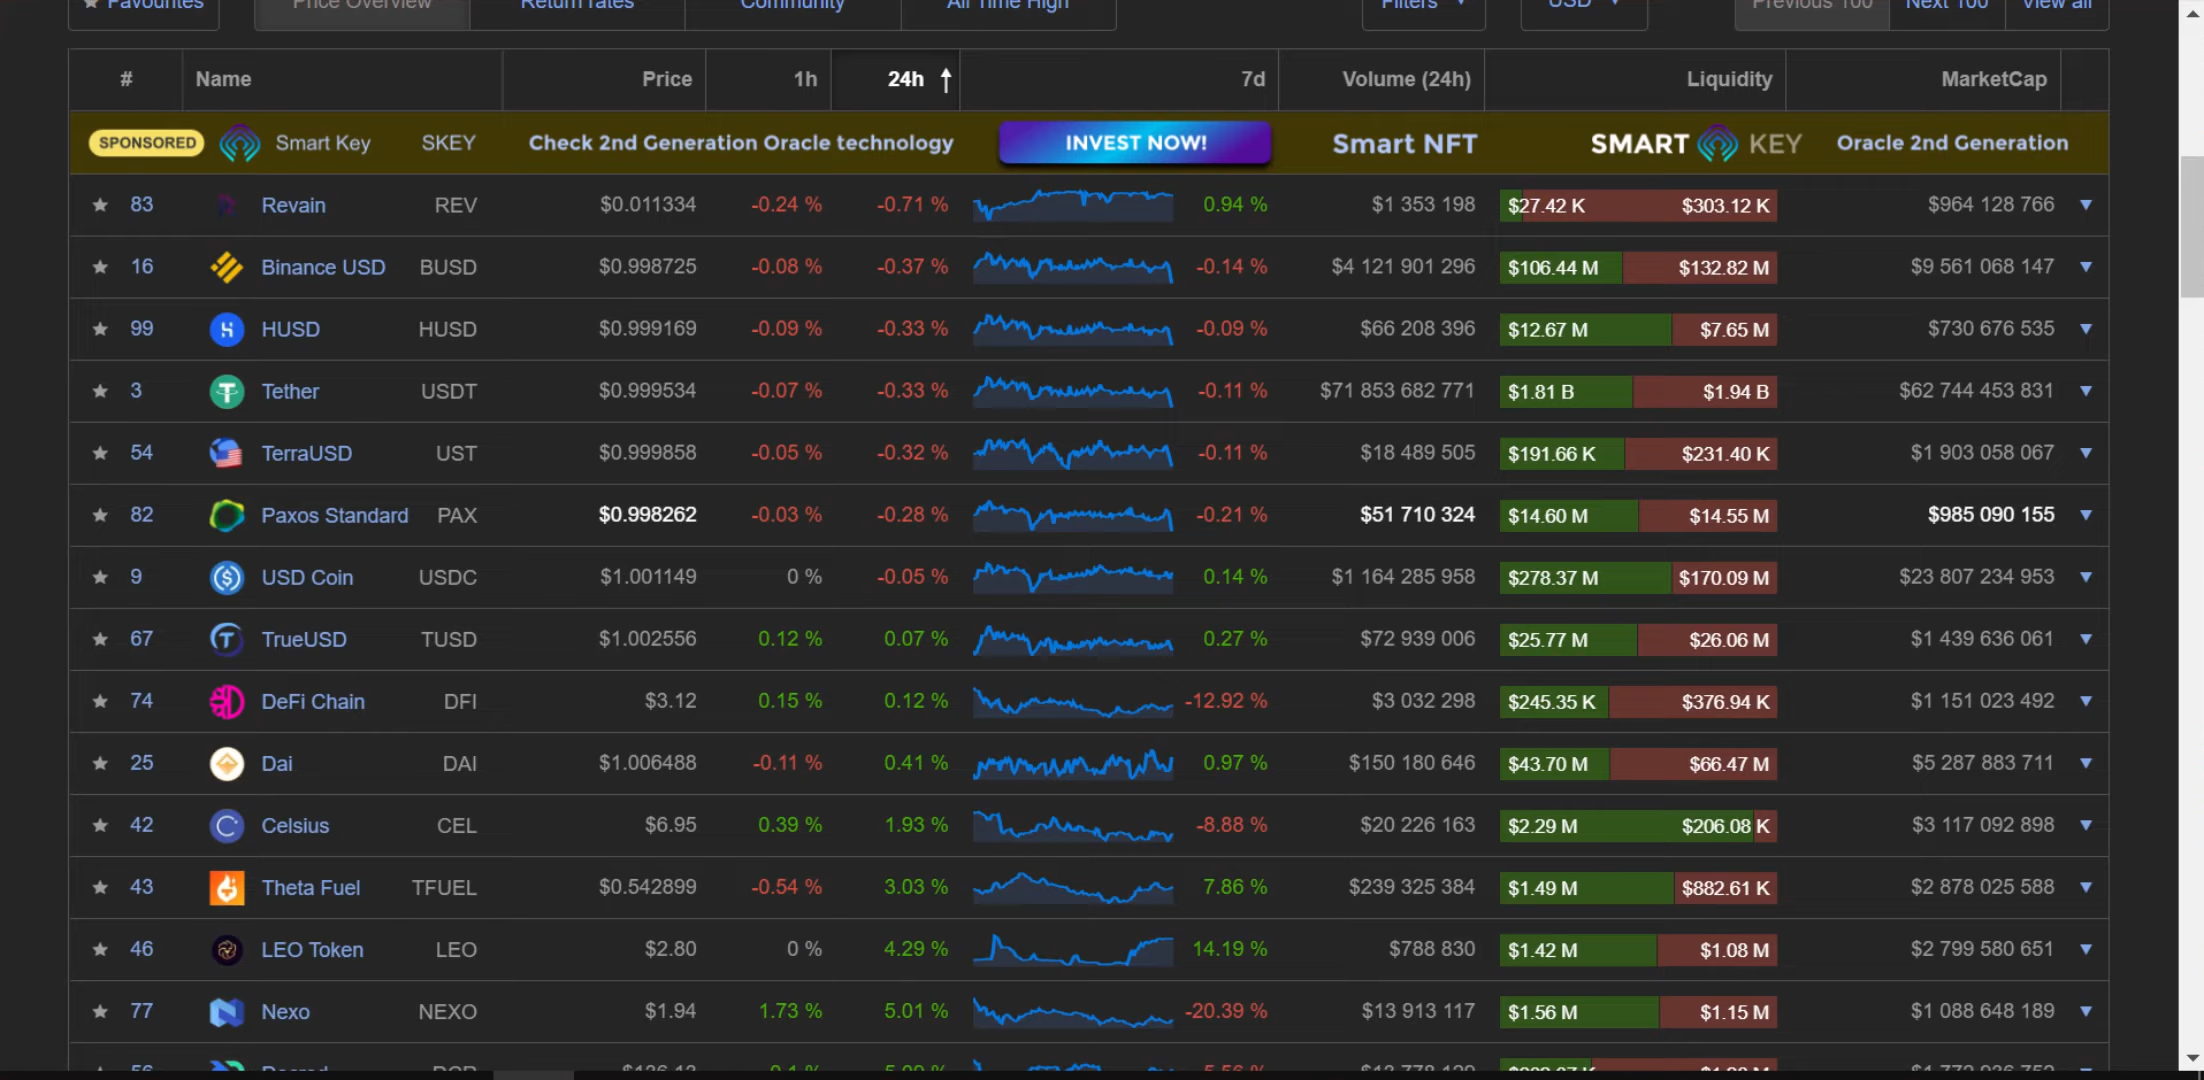 Favourites Price Overview Return rates Community All Time High Filters USD Previous 100 Next 100 View all
# Name Price 1h 24h ↑ 7d Volume (24h) Liquidity MarketCap
SPONSORED Smart Key SKEY Check 2nd Generation Oracle technology INVEST NOW! Smart NFT SMART KEY Oracle 2nd Generation
83 Revain REV $0.011334 -0.24 % -0.71 % 0.94 % $1 353 198 $27.42 K $303.12 K $964 128 766
16 Binance USD BUSD $0.998725 -0.08 % -0.37 % -0.14 % $4 121 901 296 $106.44 M $132.82 M $9 561 068 147
99 HUSD HUSD $0.999169 -0.09 % -0.33 % -0.09 % $66 208 396 $12.67 M $7.65 M $730 676 535
3 Tether USDT $0.999534 -0.07 % -0.33 % -0.11 % $71 853 682 771 $1.81 B $1.94 B $62 744 453 831
54 TerraUSD UST $0.999858 -0.05 % -0.32 % -0.11 % $18 489 505 $191.66 K $231.40 K $1 903 058 067
82 Paxos Standard PAX $0.998262 -0.03 % -0.28 % -0.21 % $51 710 324 $14.60 M $14.55 M $985 090 155
9 USD Coin USDC $1.001149 0 % -0.05 % 0.14 % $1 164 285 958 $278.37 M $170.09 M $23 807 234 953
67 TrueUSD TUSD $1.002556 0.12 % 0.07 % 0.27 % $72 939 006 $25.77 M $26.06 M $1 439 636 061
74 DeFi Chain DFI $3.12 0.15 % 0.12 % -12.92 % $3 032 298 $245.35 K $376.94 K $1 151 023 492
25 Dai DAI $1.006488 -0.11 % 0.41 % 0.97 % $150 180 646 $43.70 M $66.47 M $5 287 883 711
42 Celsius CEL $6.95 0.39 % 1.93 % -8.88 % $20 226 163 $2.29 M $206.08 K $3 117 092 898
43 Theta Fuel TFUEL $0.542899 -0.54 % 3.03 % 7.86 % $239 325 384 $1.49 M $882.61 K $2 878 025 588
46 LEO Token LEO $2.80 0 % 4.29 % 14.19 % $788 830 $1.42 M $1.08 M $2 799 580 651
77 Nexo NEXO $1.94 1.73 % 5.01 % -20.39 % $13 913 117 $1.56 M $1.15 M $1 088 648 189
Decred DCR